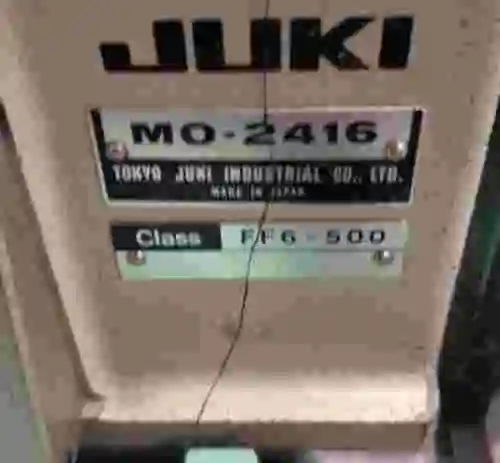 JUKI
MO-2416
TOKYO JUKI INDUSTRIAL CO., LTD.
MADE IN JAPAN
Class FF6-500